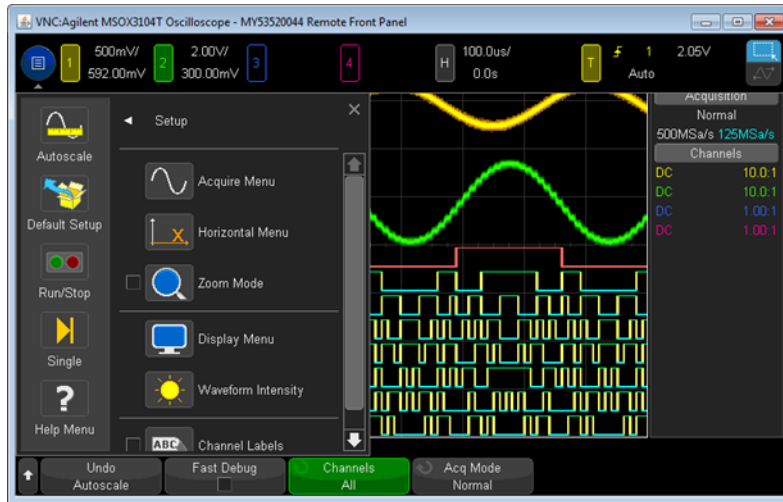 VNC:Agilent MSOX3104T Oscilloscope - MY53520044 Remote Front Panel
1 500mV/ 592.00mV 2 2.00V/ 300.00mV 3 4 H 100.0us/ 0.0s T 1 Auto 2.05V
Setup
Autoscale
Default Setup
Run/Stop
Single
?
Help Menu
Acquire Menu
X
Horizontal Menu
Zoom Mode
Display Menu
Waveform Intensity
ABC Channel Labels
Acquisition
Normal
500MSa/s 125MSa/s
Channels
DC 10.0:1
DC 10.0:1
DC 1.00:1
DC 1.00:1
Undo
Autoscale
Fast Debug
Channels
All
Acq Mode
Normal